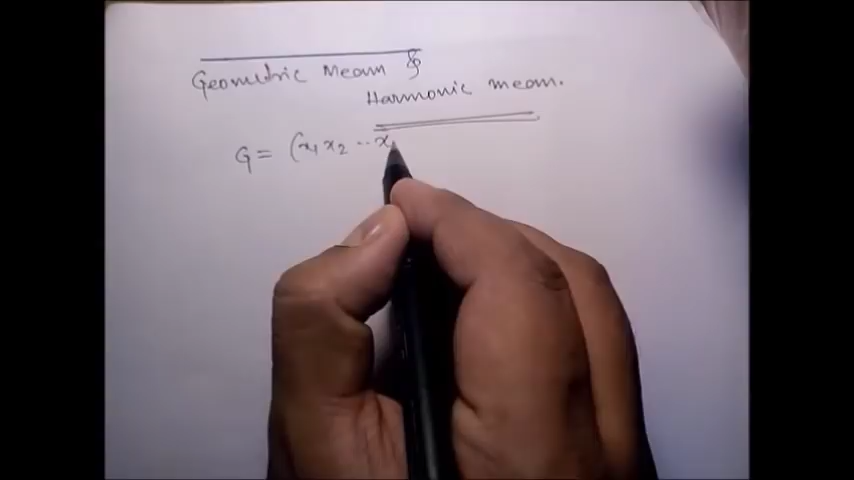 Geometric Mean &
Harmonic mean.
G = (x₁ x₂ -- x